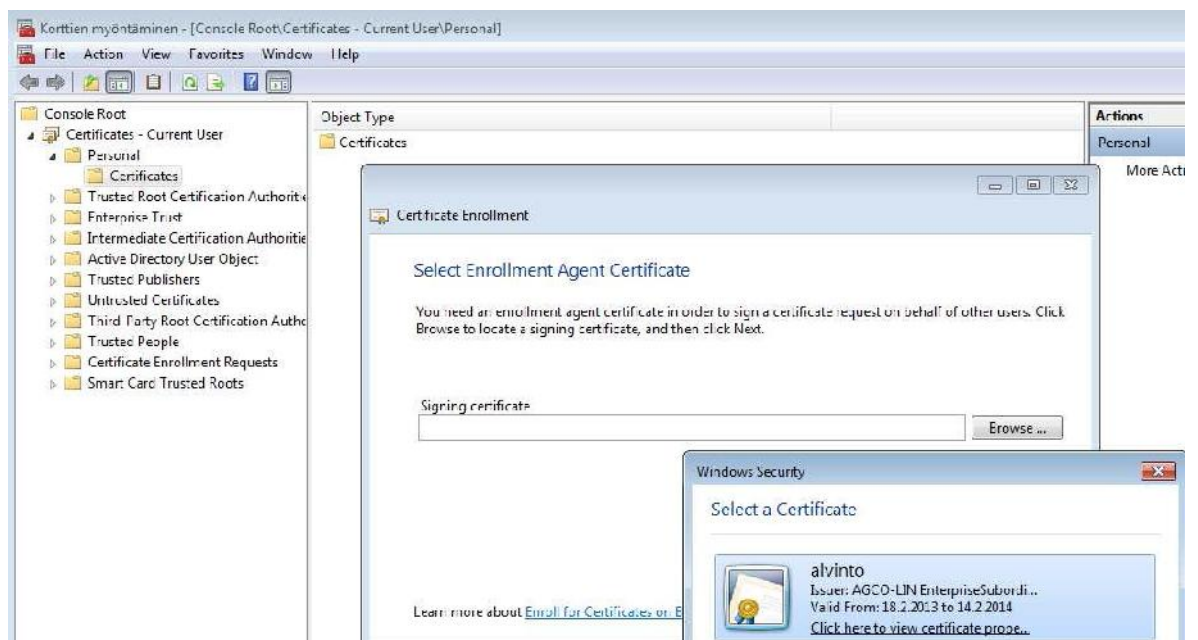 Korttien myöntäminen - [Console Root\Certificates - Current User\Personal]
File Action View Favorites Window Help
Console Root
Certificates - Current User
Personal
Certificates
Trusted Root Certification Authoritie
Enterprise Trust
Intermediate Certification Authoritie
Active Directory User Object
Trusted Publishers
Untrusted Certificates
Third-Party Root Certification Autho
Trusted People
Certificate Enrollment Requests
Smart Card Trusted Roots
Object Type
Certificates
Actions
Personal
More Acti
Certificate Enrollment
Select Enrollment Agent Certificate
You need an enrollment agent certificate in order to sign a certificate request on behalf of other users. Click
Browse to locate a signing certificate, and then click Next.
Signing certificate
Browse ...
Learn more about Enroll for Certificates on B
Windows Security
Select a Certificate
alvinto
Issuer: AGCO-LIN EnterpriseSubordi...
Valid From: 18.2.2013 to 14.2.2014
Click here to view certificate prope...